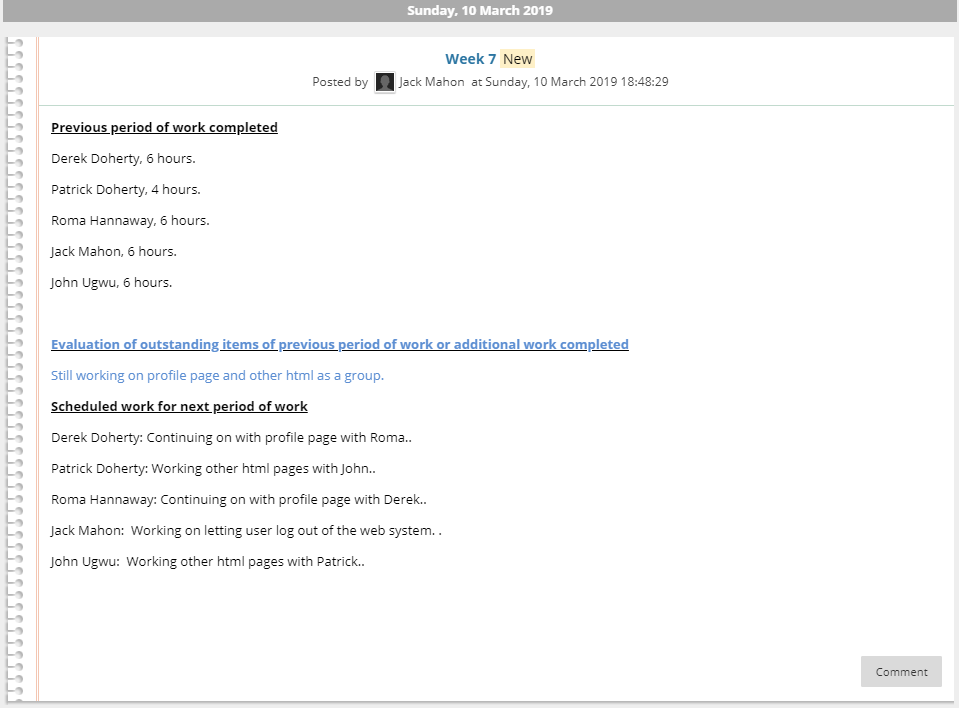 Sunday, 10 March 2019
Week 7 New
Posted by Jack Mahon at Sunday, 10 March 2019 18:48:29
Previous period of work completed
Derek Doherty, 6 hours.
Patrick Doherty, 4 hours.
Roma Hannaway, 6 hours.
Jack Mahon, 6 hours.
John Ugwu, 6 hours.
Evaluation of outstanding items of previous period of work or additional work completed
Still working on profile page and other html as a group.
Scheduled work for next period of work
Derek Doherty: Continuing on with profile page with Roma..
Patrick Doherty: Working other html pages with John..
Roma Hannaway: Continuing on with profile page with Derek..
Jack Mahon:  Working on letting user log out of the web system. .
John Ugwu:  Working other html pages with Patrick..
Comment